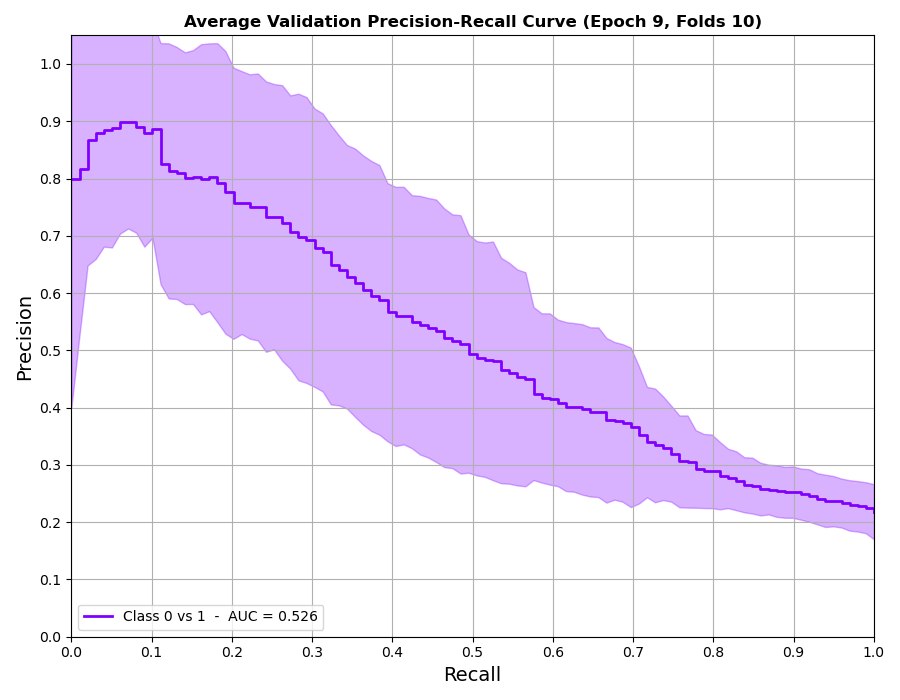 Average Validation Precision-Recall Curve (Epoch 9, Folds 10)
Precision
1.0
0.9
0.8
0.7
0.6
0.5
0.4
0.3
0.2
0.1
0.0
Class 0 vs 1 - AUC = 0.526
0.0 0.1 0.2 0.3 0.4 0.5 0.6 0.7 0.8 0.9 1.0
Recall